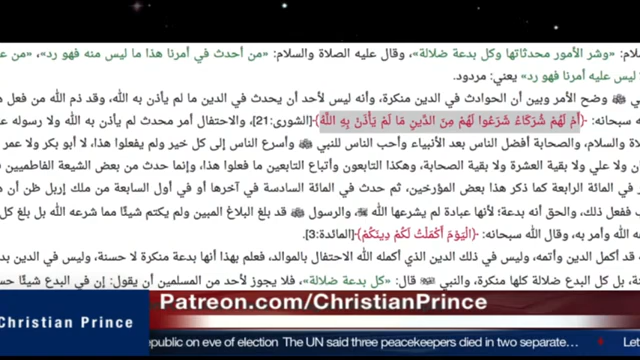 سلام: «وشر الأمور محدثاتها وكل بدعة ضلالة»، وقال عليه الصلاة والسلام: «من أحدث في أمرنا هذا ما ليس منه فهو رد»، «من ع
ا ليس عليه أمرنا فهو رد» يعني: مردود.
ﷺ وضح الأمر وبين أن الحوادث في الدين منكرة، وأنه ليس لأحد أن يحدث في الدين ما لم يأذن به الله، وقد ذم الله من فعل ه
ه سبحانه: {أَمْ لَهُمْ شُرَكَاءُ شَرَعُوا لَهُمْ مِنَ الدِّينِ مَا لَمْ يَأْذَنْ بِهِ اللَّهُ}[الشورى:21]، والاحتفال أمر محدث لم يأذن به الله ولا رسوله ع
ة والسلام، والصحابة أفضل الناس بعد الأنبياء وأحب الناس للنبي ﷺ وأسرع الناس إلى كل خير ولم يفعلوا هذا، لا أبو بكر ولا عمر
ن ولا علي ولا بقية العشرة ولا بقية الصحابة، وهكذا التابعون وأتباع التابعين ما فعلوا هذا، وإنما حدث من بعض الشيعة الفاطميين ف
في المائة الرابعة كما ذكر هذا بعض المؤرخين، ثم حدث في المائة السادسة في آخرها أو في أول السابعة من ملك إربل ظن أن ه
ب ففعل ذلك، والحق أنه بدعة؛ لأنها عبادة لم يشرعها الله ﷻ، والرسول ﷺ قد بلغ البلاغ المبين ولم يكتم شيئًا مما شرعه الله بل بلغ كل
ه الله وأمر به، وقال الله سبحانه: {الْيَوْمَ أَكْمَلْتُ لَكُمْ دِينَكُمْ}[المائدة:3].
ه قد أكمل الدين وأتمه، وليس في ذلك الدين الذي أكمله الله الاحتفال بالموالد، فعلم بهذا أنها بدعة منكرة لا حسنة، وليس في الدين بد
نة، بل كل البدع ضلالة كلها منكرة، والنبي ﷺ قال: «كل بدعة ضلالة»، فلا يجوز لأحد من المسلمين أن يقول: إن في البدع شيئًا حس
Patreon.com/ChristianPrince
Christian Prince
epublic on eve of election The UN said three peacekeepers died in two separate… Leu